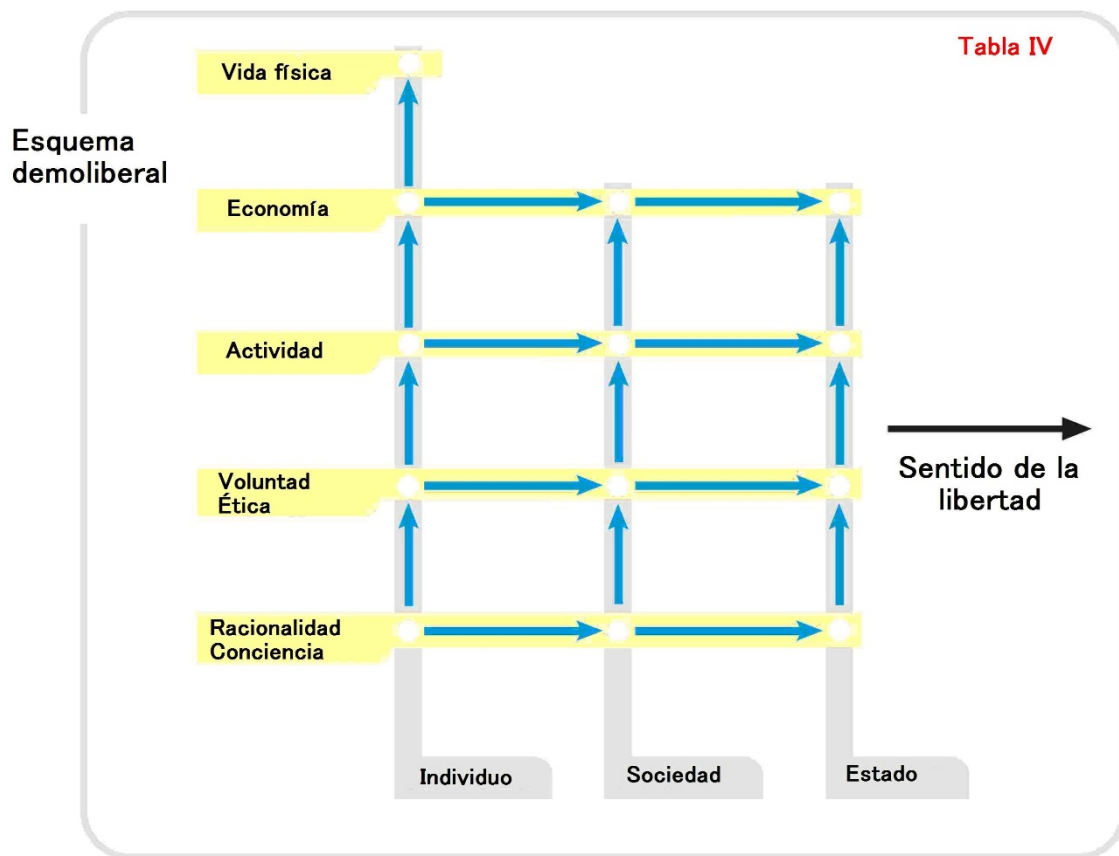 Tabla IV
Vida física
Esquema
demoliberal
Economía
Actividad
Sentido de la
libertad
Voluntad
Ética
Racionalidad
Conciencia
Individuo
Sociedad
Estado